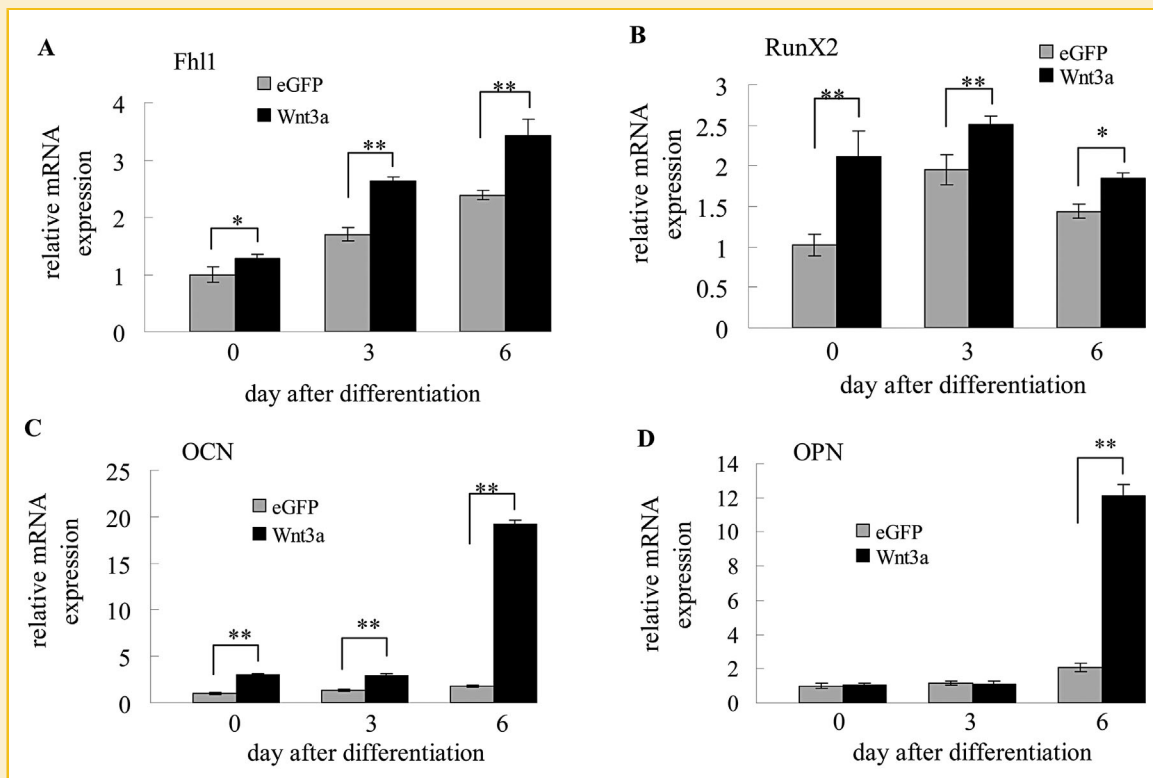 A
Fhl1
eGFP
Wnt3a
relative mRNA
expression
4
3
2
1
0
*
**
**
0 3 6
day after differentiation
B
RunX2
eGFP
Wnt3a
relative mRNA
expression
3
2.5
2
1.5
1
0.5
0
**
**
*
0 3 6
day after differentiation
C
OCN
eGFP
Wnt3a
relative mRNA
expression
25
20
15
10
5
0
**
**
**
0 3 6
day after differentiation
D
OPN
eGFP
Wnt3a
relative mRNA
expression
14
12
10
8
6
4
2
0
**
0 3 6
day after differentiation